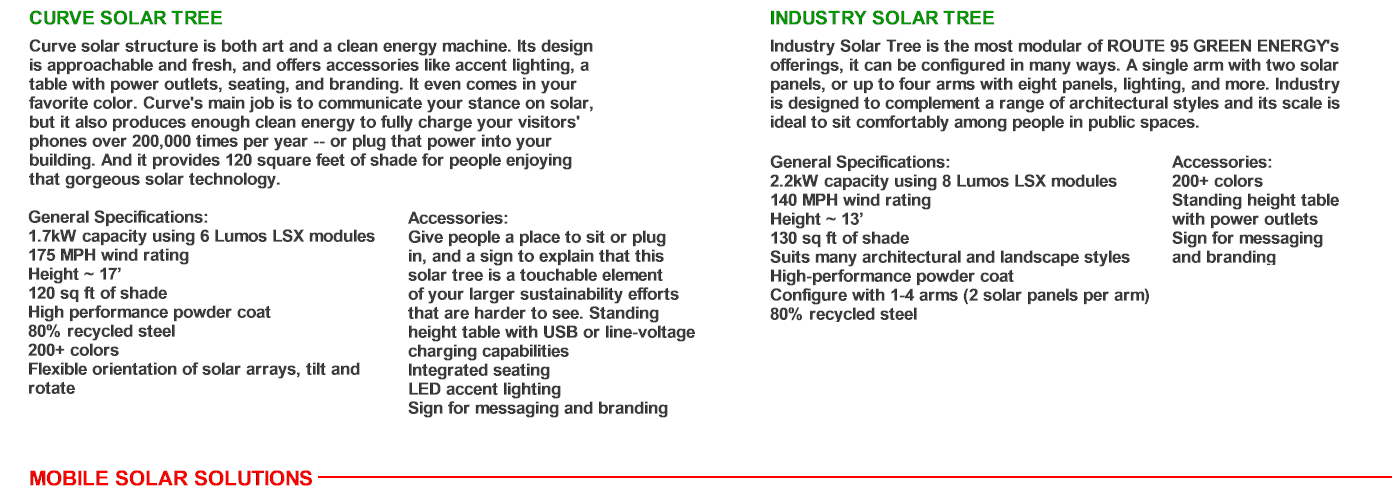 CURVE SOLAR TREE
Curve solar structure is both art and a clean energy machine. Its design
is approachable and fresh, and offers accessories like accent lighting, a
table with power outlets, seating, and branding. It even comes in your
favorite color. Curve's main job is to communicate your stance on solar,
but it also produces enough clean energy to fully charge your visitors'
phones over 200,000 times per year -- or plug that power into your
building. And it provides 120 square feet of shade for people enjoying
that gorgeous solar technology.
General Specifications:
1.7kW capacity using 6 Lumos LSX modules
175 MPH wind rating
Height ~ 17’
120 sq ft of shade
High performance powder coat
80% recycled steel
200+ colors
Flexible orientation of solar arrays, tilt and
rotate
Accessories:
Give people a place to sit or plug
in, and a sign to explain that this
solar tree is a touchable element
of your larger sustainability efforts
that are harder to see. Standing
height table with USB or line-voltage
charging capabilities
Integrated seating
LED accent lighting
Sign for messaging and branding
INDUSTRY SOLAR TREE
Industry Solar Tree is the most modular of ROUTE 95 GREEN ENERGY's
offerings, it can be configured in many ways. A single arm with two solar
panels, or up to four arms with eight panels, lighting, and more. Industry
is designed to complement a range of architectural styles and its scale is
ideal to sit comfortably among people in public spaces.
General Specifications:
2.2kW capacity using 8 Lumos LSX modules
140 MPH wind rating
Height ~ 13’
130 sq ft of shade
Suits many architectural and landscape styles
High-performance powder coat
Configure with 1-4 arms (2 solar panels per arm)
80% recycled steel
Accessories:
200+ colors
Standing height table
with power outlets
Sign for messaging
and branding
MOBILE SOLAR SOLUTIONS